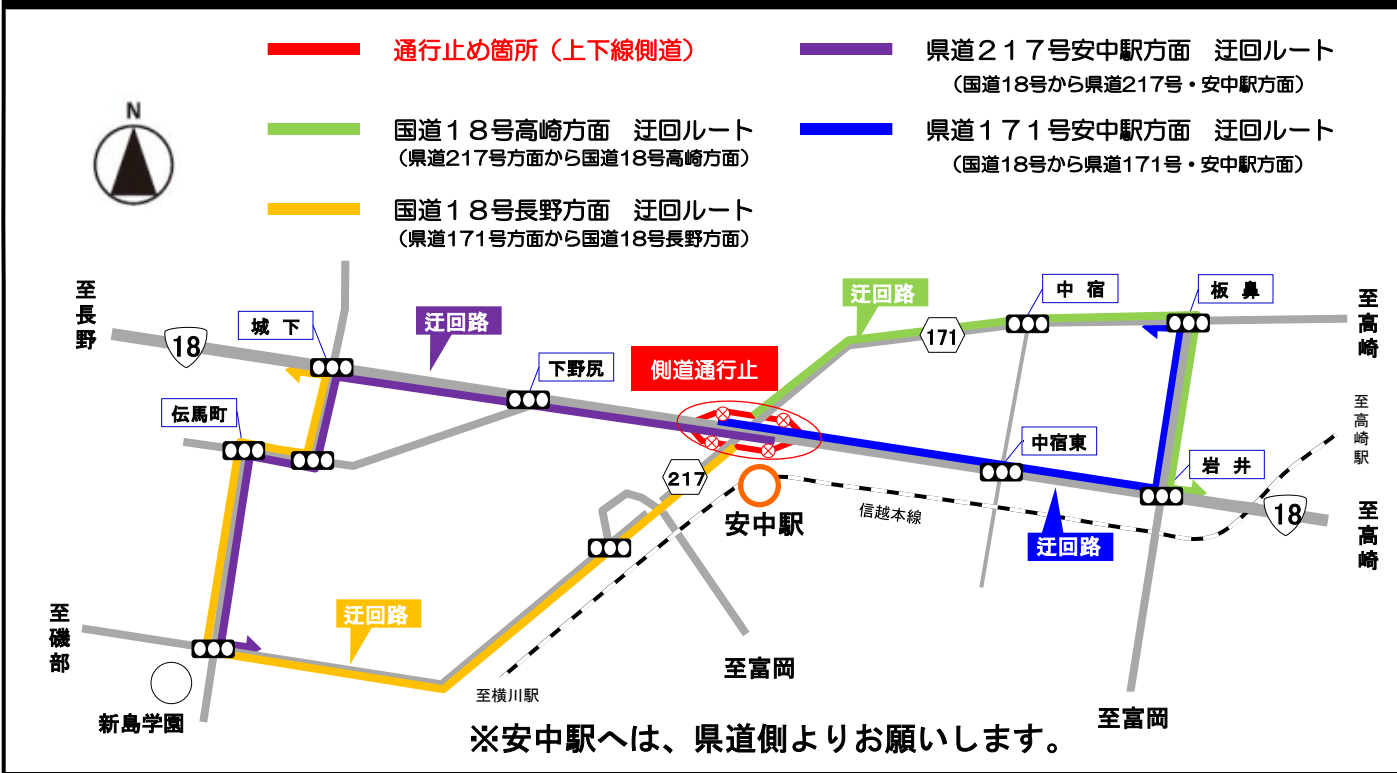 通行止め箇所（上下線側道）
県道２１７号安中駅方面　迂回ルート
（国道18号から県道217号・安中駅方面）
N
国道１８号高崎方面　迂回ルート
（県道217号方面から国道18号高崎方面）
県道１７１号安中駅方面　迂回ルート
（国道18号から県道171号・安中駅方面）
国道１８号長野方面　迂回ルート
（県道171号方面から国道18号長野方面）
至長野
18
城 下
迂回路
下野尻
伝馬町
側道通行止
迂回路
171
中 宿
板 鼻
至高崎
至高崎駅
中宿東
岩 井
217
安中駅
信越本線
迂回路
18
至高崎
至磯部
迂回路
新島学園
至横川駅
至富岡
至富岡
※安中駅へは、県道側よりお願いします。